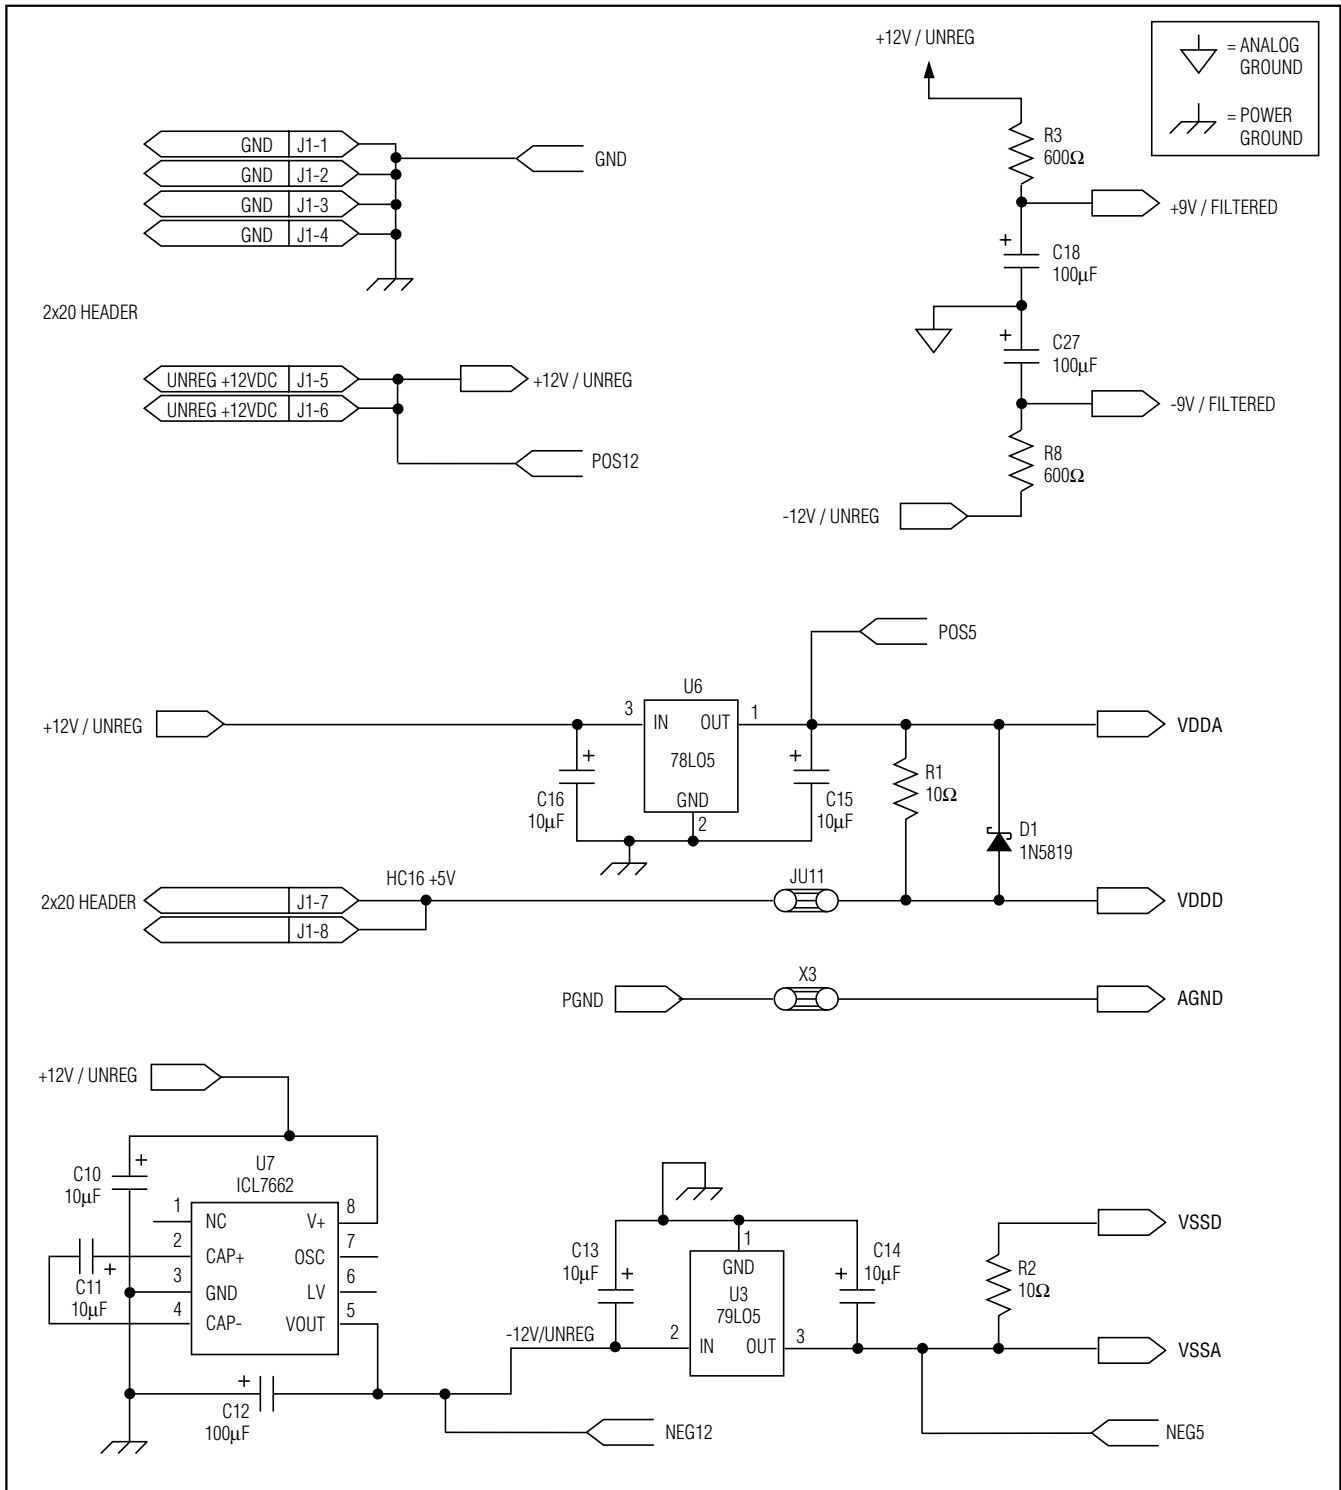 +12V / UNREG
= ANALOG
GROUND
= POWER
GROUND
R3
600Ω
+9V / FILTERED
C18
100µF
C27
100µF
-9V / FILTERED
R8
600Ω
-12V / UNREG
GND J1-1
GND J1-2
GND J1-3
GND J1-4
GND
2x20 HEADER
UNREG +12VDC J1-5
UNREG +12VDC J1-6
+12V / UNREG
POS12
POS5
U6
+12V / UNREG
3 IN OUT 1
78LO5
GND
2
C16
10µF
C15
10µF
R1
10Ω
D1
1N5819
VDDA
HC16 +5V
JU11
2x20 HEADER
J1-7
J1-8
VDDD
X3
PGND
AGND
+12V / UNREG
C10
10µF
U7
ICL7662
1 NC V+ 8
2 CAP+ OSC 7
3 GND LV 6
4 CAP- VOUT 5
C11
10µF
C12
100µF
-12V/UNREG
NEG12
C13
10µF
1
GND
U3
79LO5
2 IN OUT 3
C14
10µF
R2
10Ω
VSSD
VSSA
NEG5